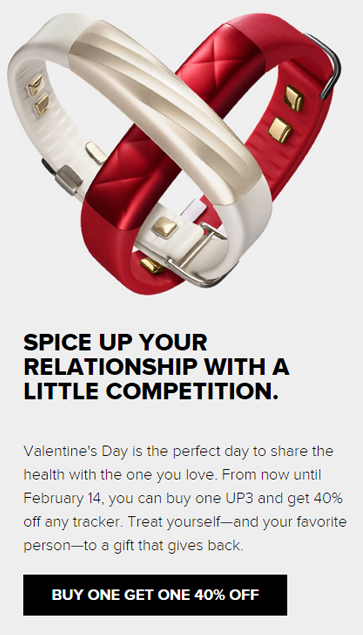 SPICE UP YOUR
RELATIONSHIP WITH A
LITTLE COMPETITION.
Valentine's Day is the perfect day to share the
health with the one you love. From now until
February 14, you can buy one UP3 and get 40%
off any tracker. Treat yourself—and your favorite
person—to a gift that gives back.
BUY ONE GET ONE 40% OFF